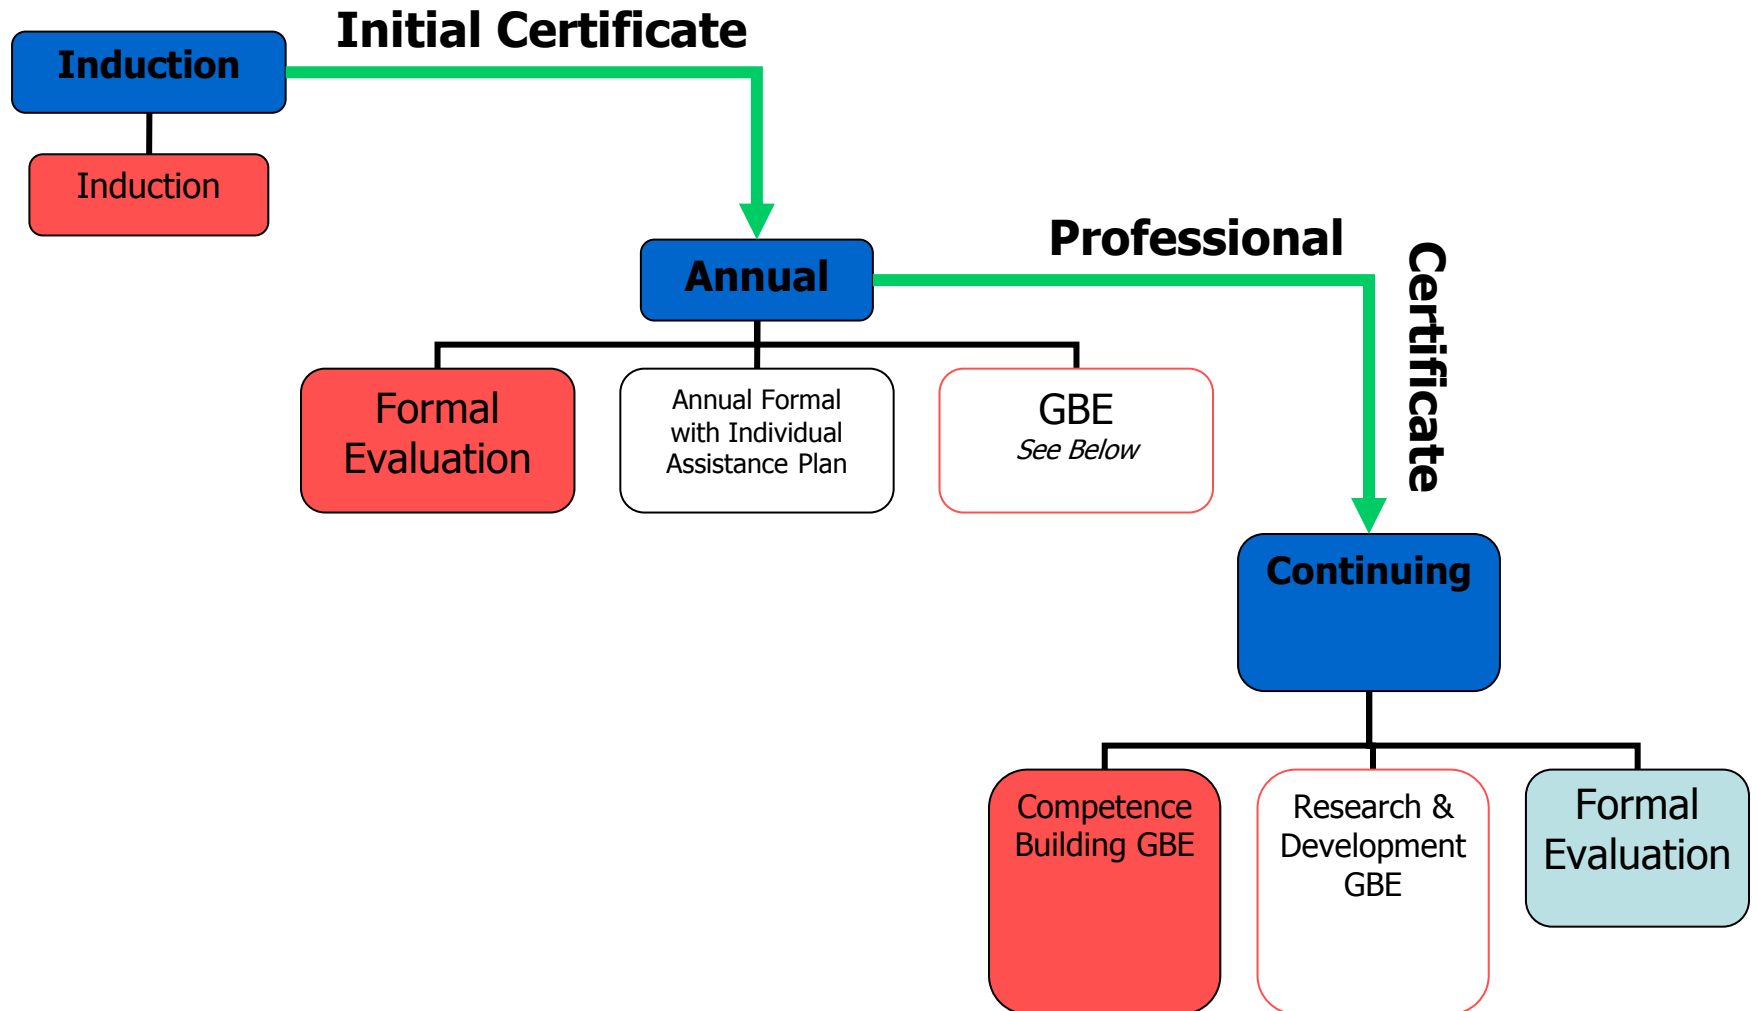 Initial Certificate
Induction
Induction
Professional
Certificate
Annual
Formal
Evaluation
Annual Formal
with Individual
Assistance Plan
GBE
See Below
Continuing
Competence
Building GBE
Research &
Development
GBE
Formal
Evaluation